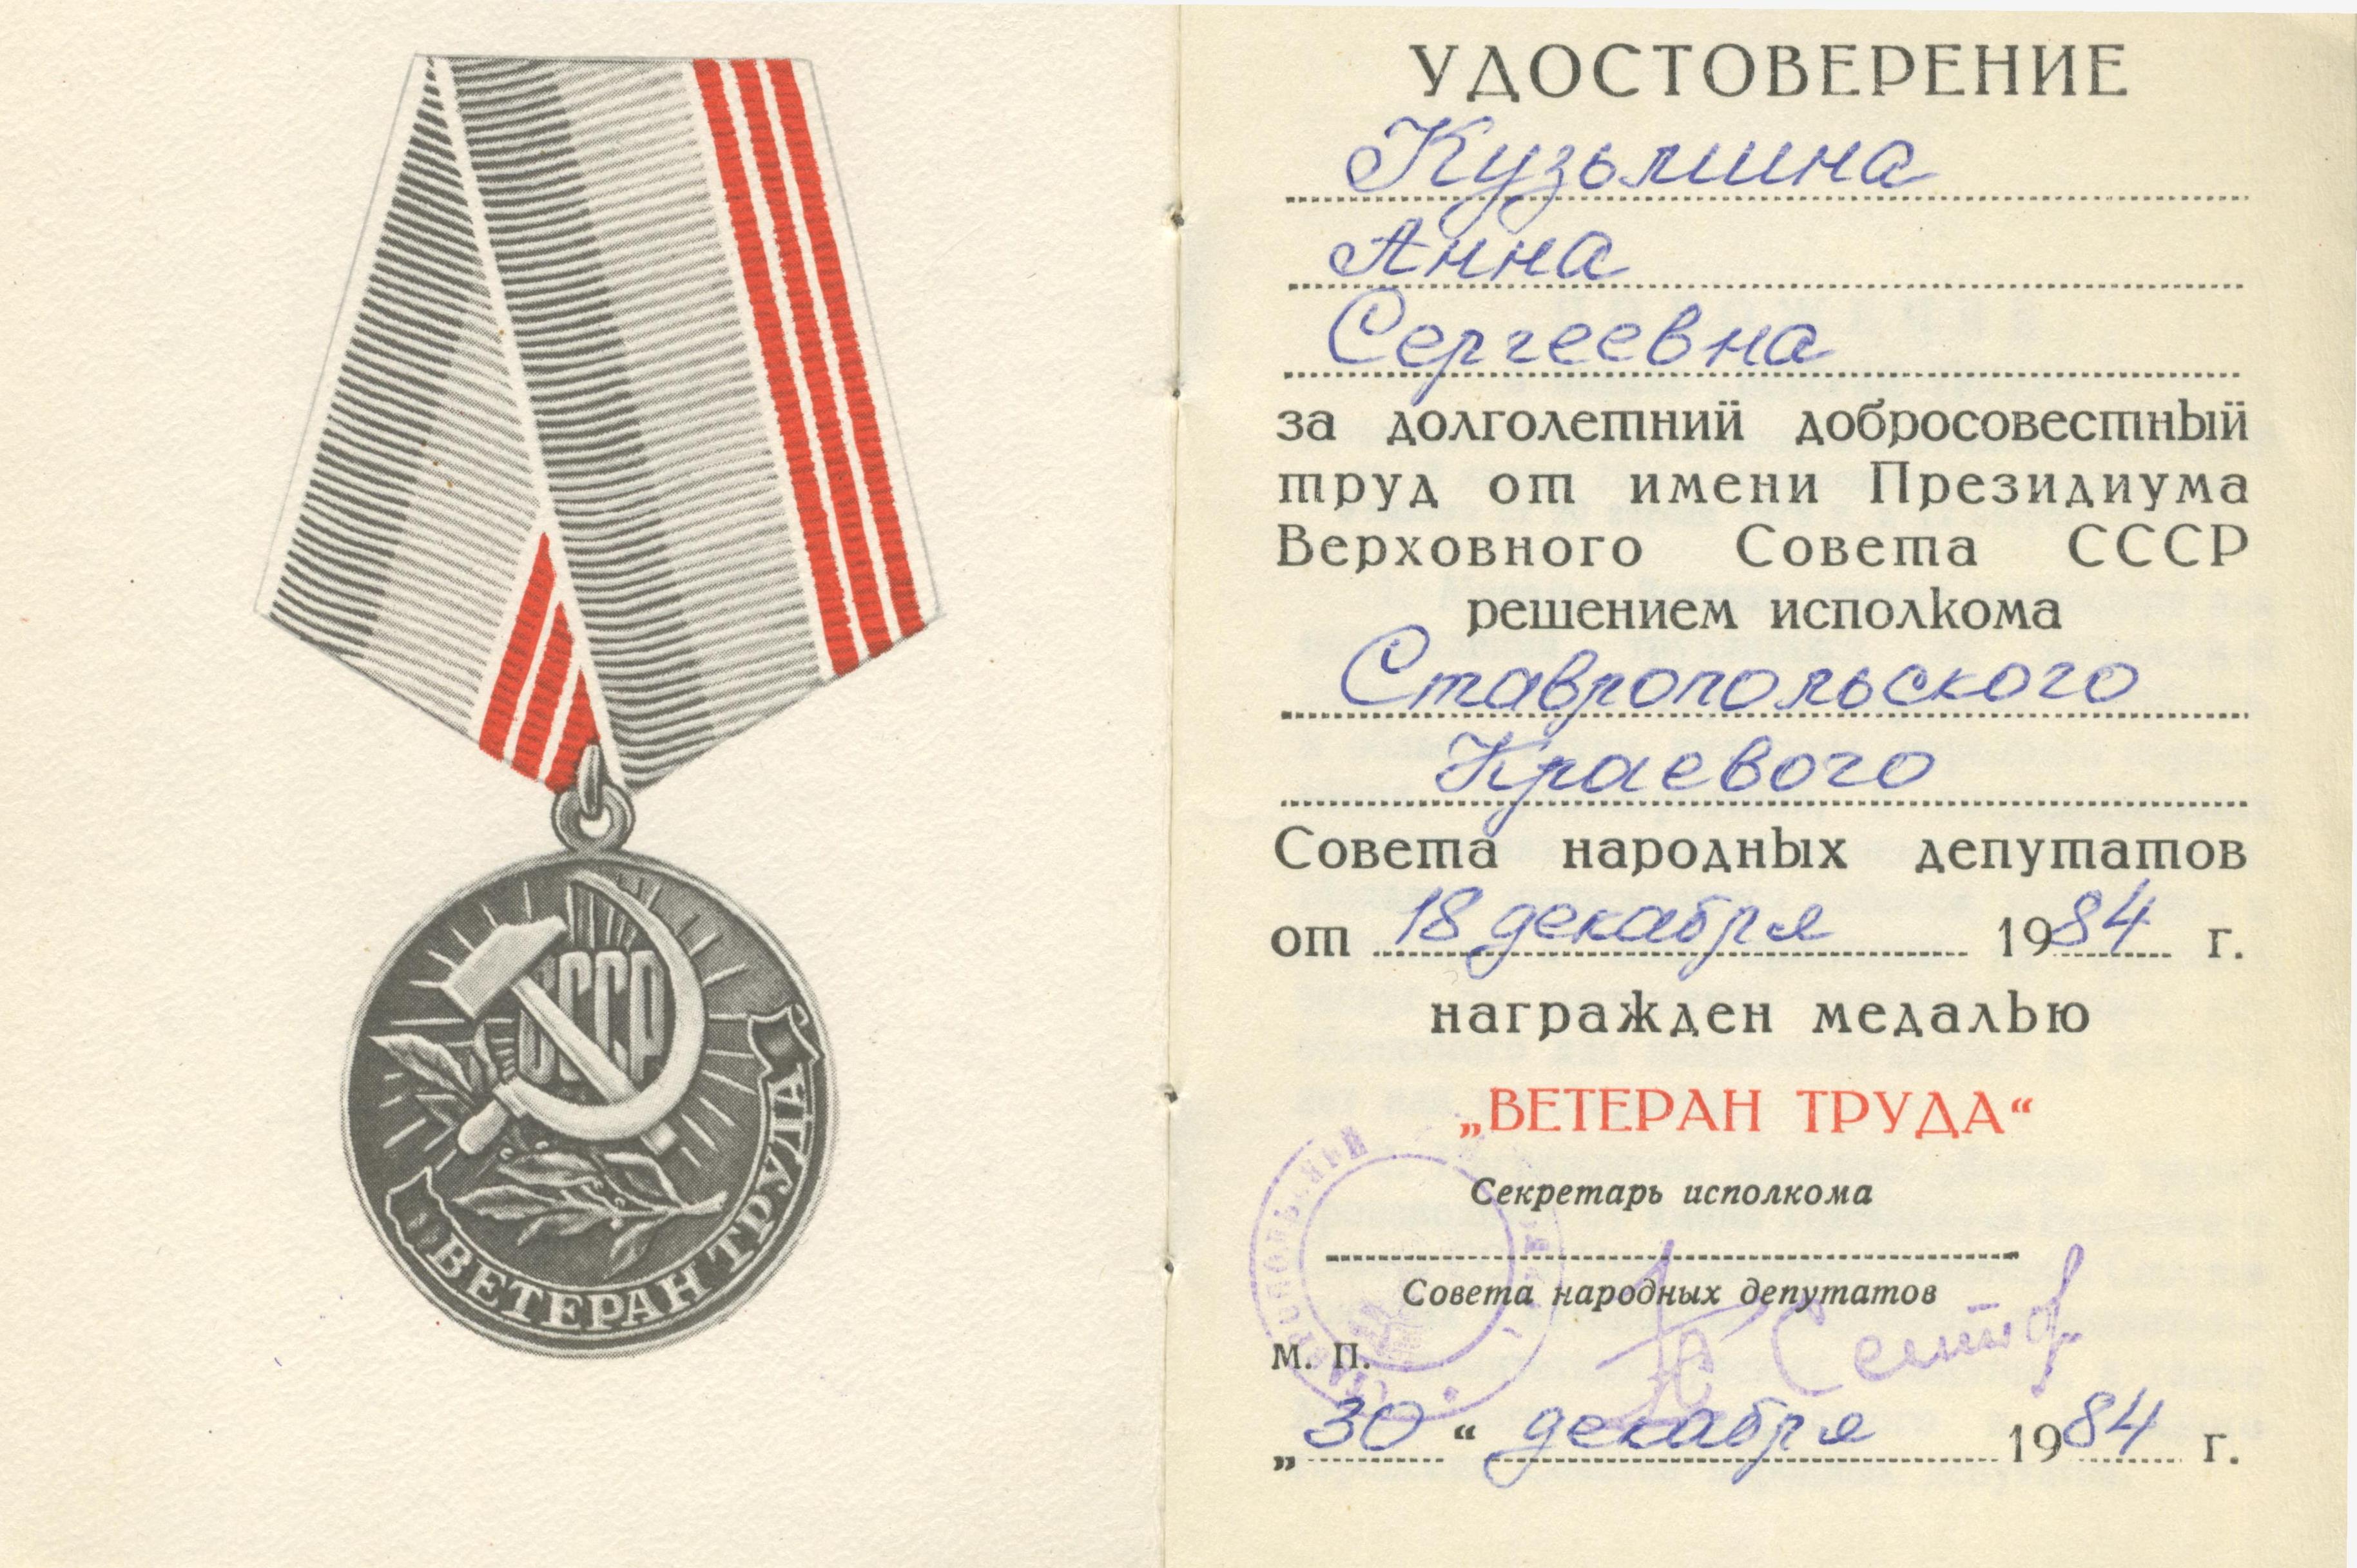 СССР
ВЕТЕРАН ТРУДА
УДОСТОВЕРЕНИЕ
Кузьмина
Анна
Сергеевна
за долголетний добросовестный
труд от имени Президиума
Верховного Совета СССР
решением исполкома
Ставропольского
Краевого
Совета народных депутатов
от 18 декабря 1984 г.
награжден медалью
„ВЕТЕРАН ТРУДА“
Секретарь исполкома
Совета народных депутатов
М. П.
„30“ декабря 1984 г.